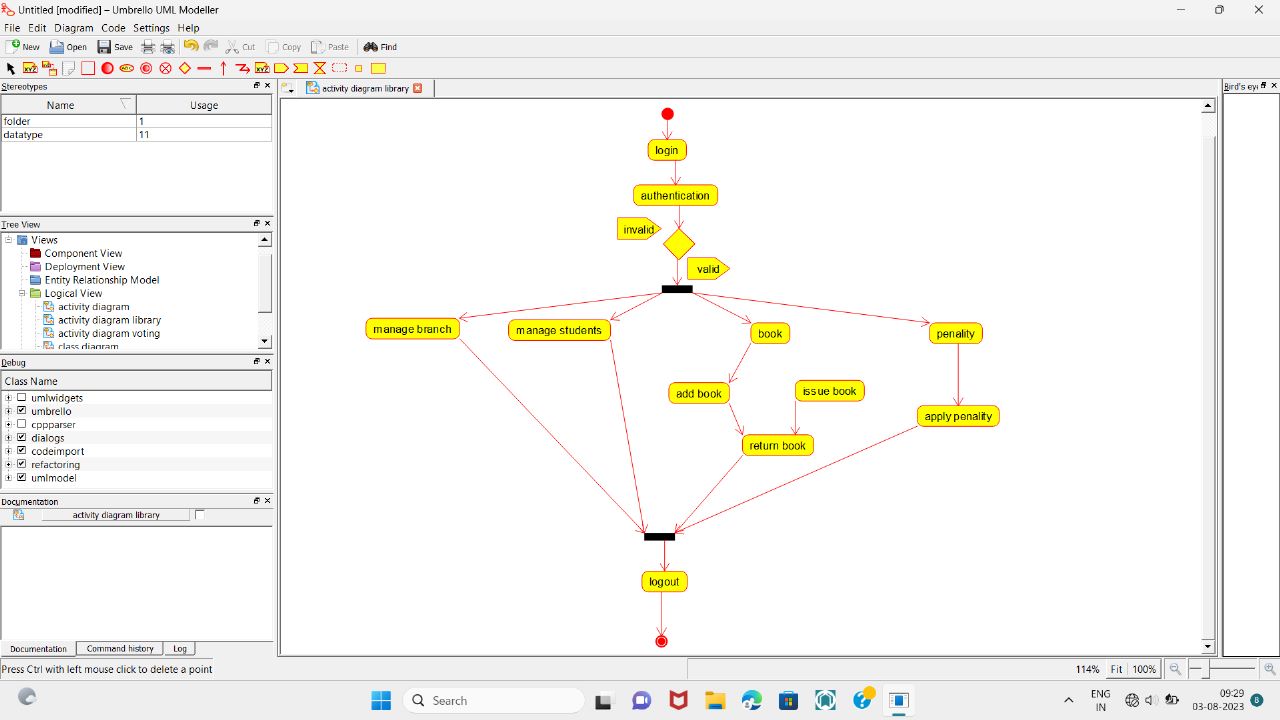 Untitled [modified] – Umbrello UML Modeller
File Edit Diagram Code Settings Help
New Open Save Cut Copy Paste Find
Stereotypes
Name Usage
folder 1
datatype 11
Tree View
Views
Component View
Deployment View
Entity Relationship Model
Logical View
activity diagram
activity diagram library
activity diagram voting
class diagram
Debug
Class Name
umlwidgets
umbrello
cppparser
dialogs
codeimport
refactoring
umlmodel
Documentation
activity diagram library
Documentation Command history Log
Press Ctrl with left mouse click to delete a point
activity diagram library
login
authentication
invalid
valid
manage branch
manage students
book
penality
add book
issue book
apply penality
return book
logout
Bird's eye
114% Fit 100%
Search
ENG
IN
09:29
03-08-2023
8